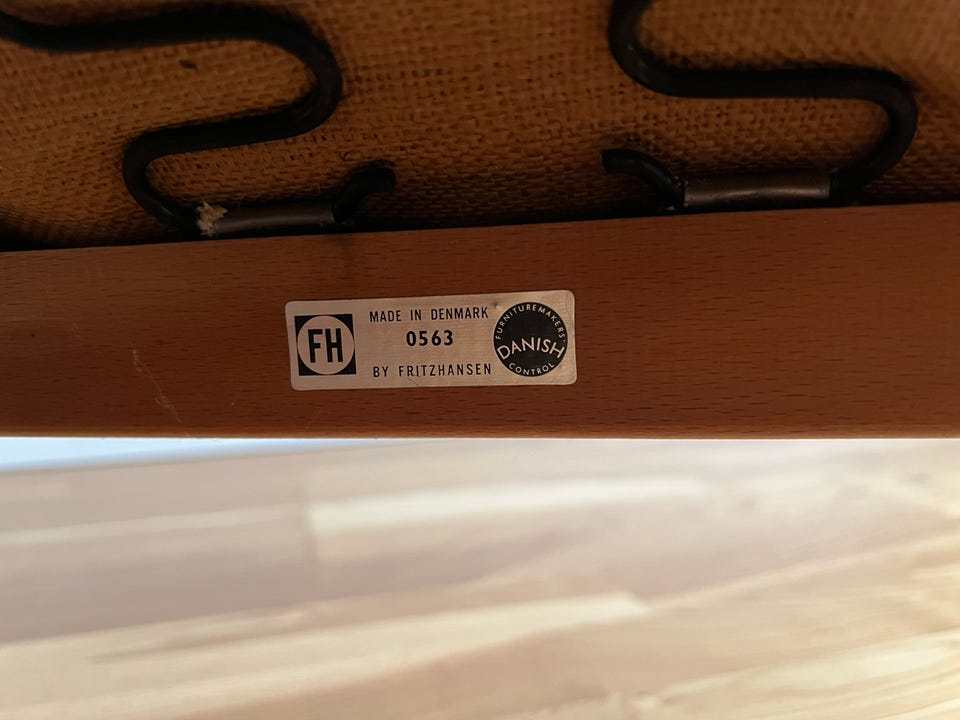 FH
MADE IN DENMARK
0563
BY FRITZHANSEN
FURNITUREMAKERS'
DANISH
CONTROL